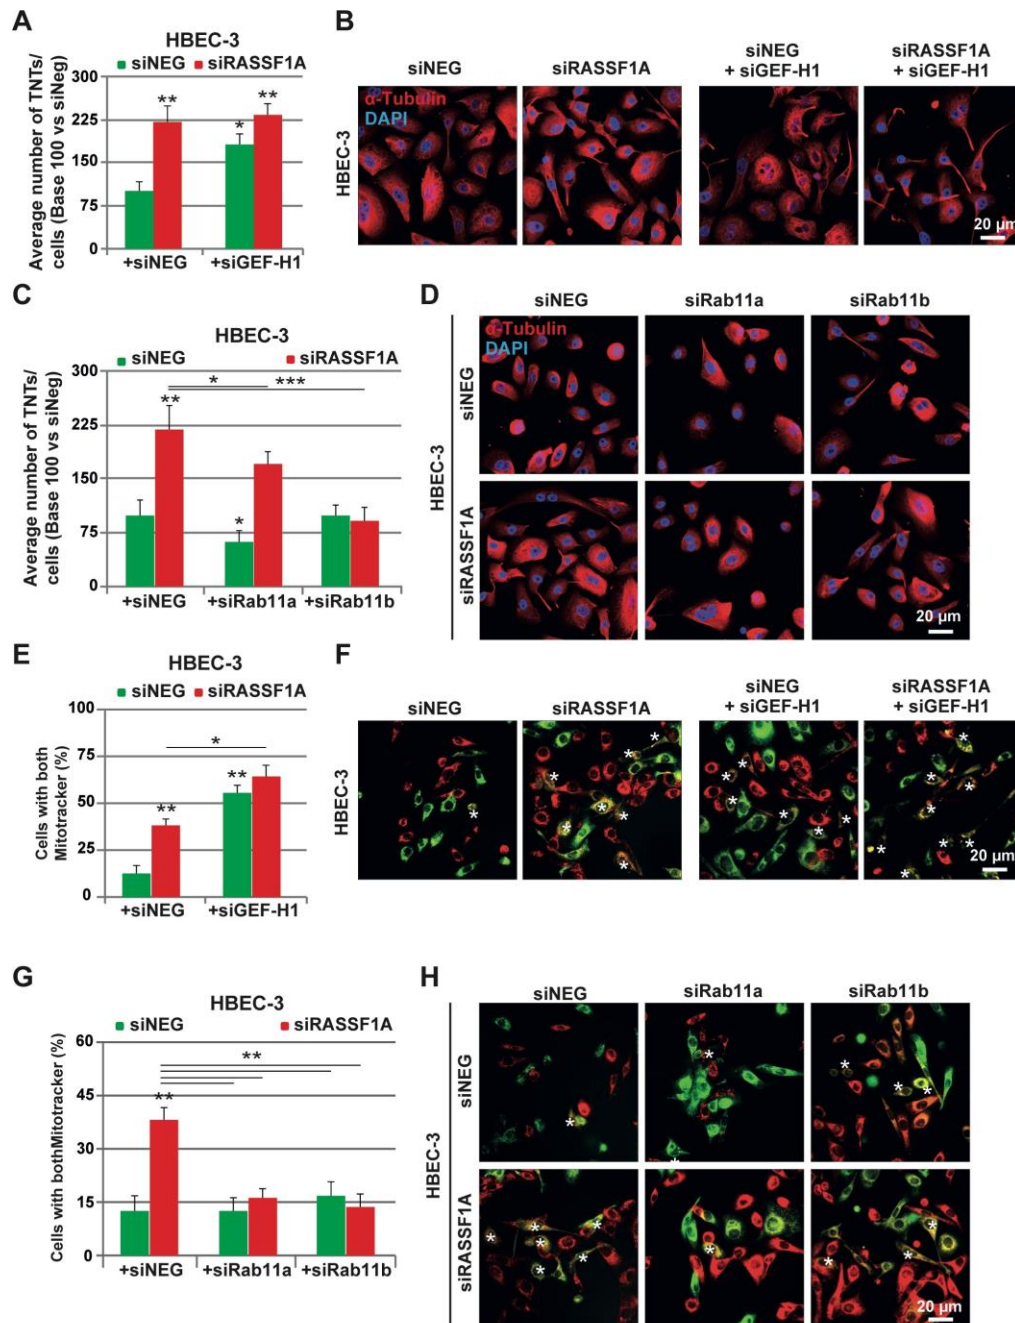 A
HBEC-3
siNEG siRASSF1A
Average number of TNTs/
cells (Base 100 vs siNeg)
300
225
150
75
0
**
*
**
+siNEG +siGEF-H1
B
siNEG siRASSF1A siNEG
+ siGEF-H1 siRASSF1A
+ siGEF-H1
HBEC-3
α-Tubulin
DAPI
20 µm
C
HBEC-3
siNEG siRASSF1A
Average number of TNTs/
cells (Base 100 vs siNeg)
300
225
150
75
0
* ***
**
*
+siNEG +siRab11a +siRab11b
D
siNEG siRab11a siRab11b
HBEC-3
siNEG
siRASSF1A
α-Tubulin
DAPI
20 µm
E
HBEC-3
siNEG siRASSF1A
Cells with both
Mitotracker (%)
100
75
50
25
0
*
**
**
+siNEG +siGEF-H1
F
siNEG siRASSF1A siNEG
+ siGEF-H1 siRASSF1A
+ siGEF-H1
HBEC-3
20 µm
G
HBEC-3
siNEG siRASSF1A
Cells with bothMitotracker (%)
60
45
30
15
0
**
**
+siNEG +siRab11a +siRab11b
H
siNEG siRab11a siRab11b
HBEC-3
siNEG
siRASSF1A
20 µm